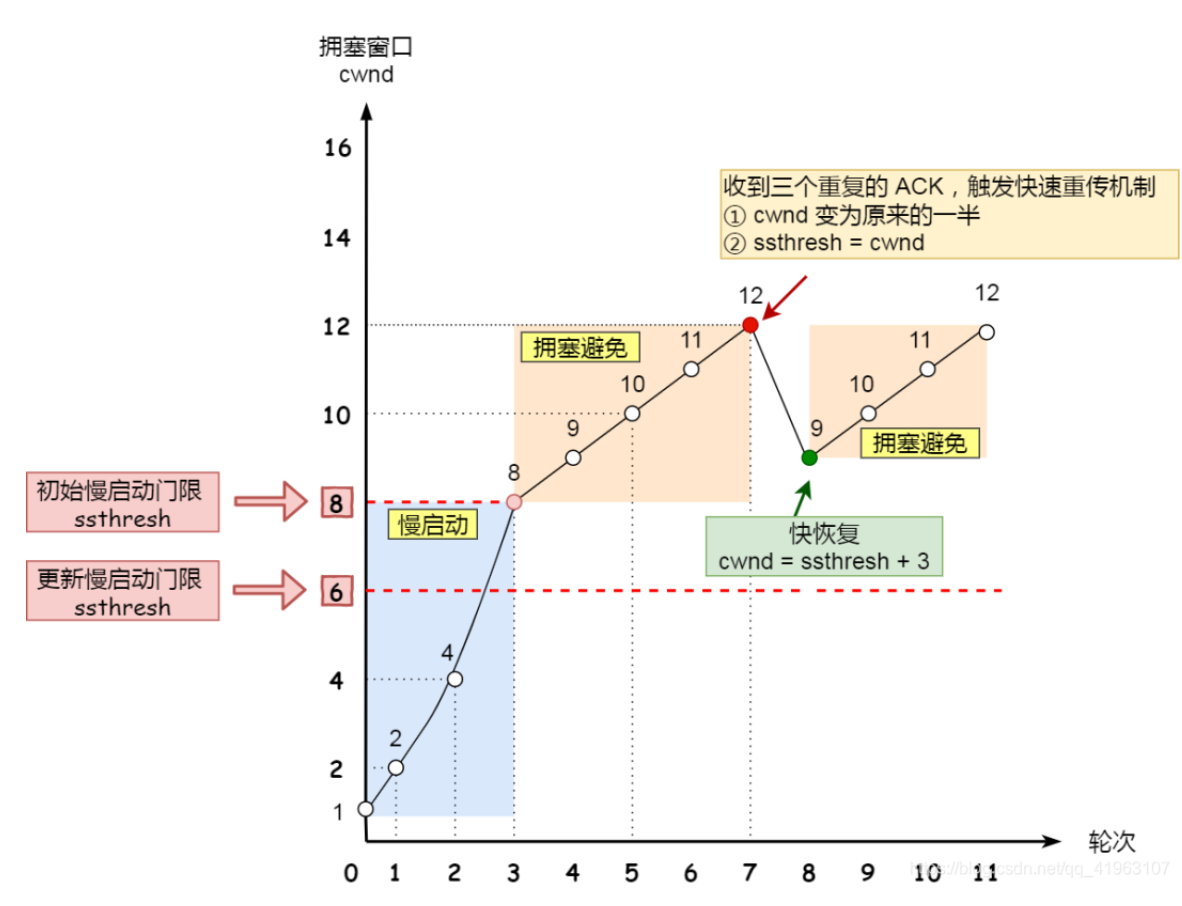 拥塞窗口
cwnd
16
14
12
10
8
6
4
2
1
初始慢启动门限
ssthresh
更新慢启动门限
ssthresh
慢启动
拥塞避免
2
4
8
9
10
11
12
收到三个重复的 ACK，触发快速重传机制
① cwnd 变为原来的一半
② ssthresh = cwnd
9
10
11
12
拥塞避免
快恢复
cwnd = ssthresh + 3
0 1 2 3 4 5 6 7 8 9 10 11
轮次
https://blog.csdn.net/qq_41963107